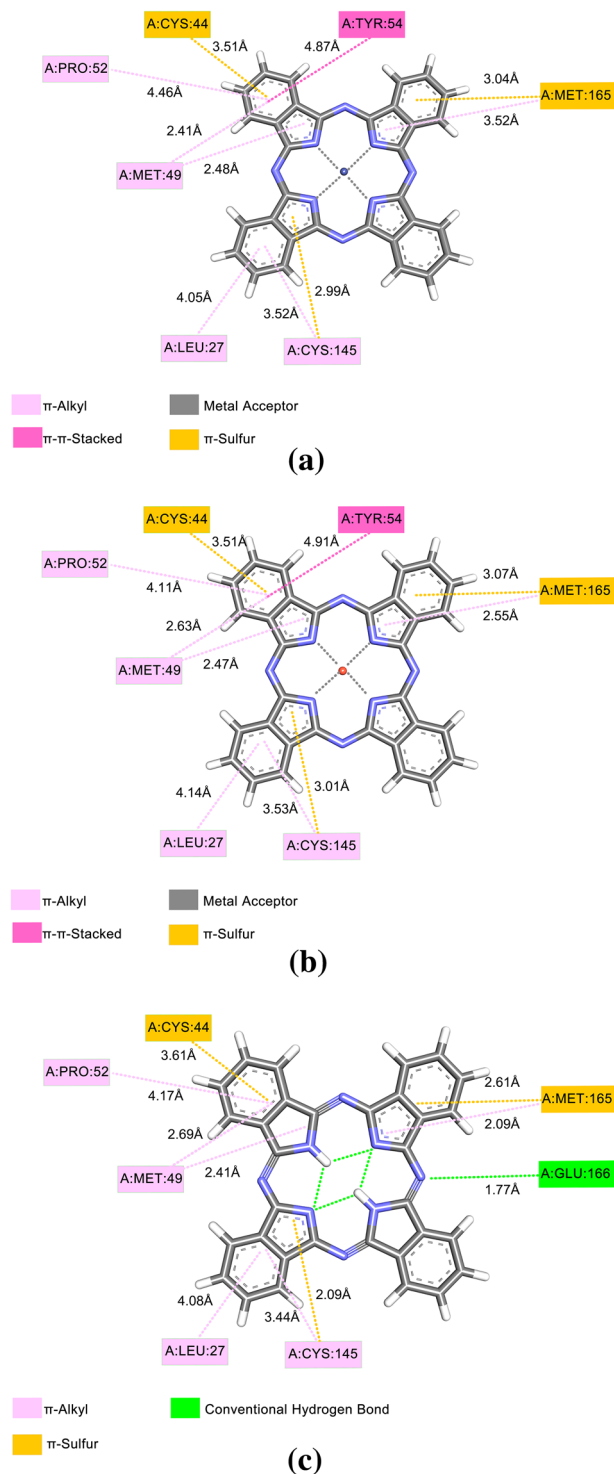 A:CYS:44
A:TYR:54
3.51Å
4.87Å
A:PRO:52
3.04Å
A:MET:165
4.46Å
3.52Å
2.41Å
A:MET:49
2.48Å
4.05Å
2.99Å
3.52Å
A:LEU:27
A:CYS:145
π-Alkyl
Metal Acceptor
π-π-Stacked
π-Sulfur
(a)
A:CYS:44
A:TYR:54
3.51Å
4.91Å
A:PRO:52
3.07Å
A:MET:165
4.11Å
2.55Å
2.63Å
A:MET:49
2.47Å
4.14Å
3.01Å
3.53Å
A:LEU:27
A:CYS:145
π-Alkyl
Metal Acceptor
π-π-Stacked
π-Sulfur
(b)
A:CYS:44
3.61Å
A:PRO:52
2.61Å
4.17Å
A:MET:165
2.09Å
2.69Å
A:MET:49
2.41Å
A:GLU:166
1.77Å
4.08Å
2.09Å
3.44Å
A:LEU:27
A:CYS:145
π-Alkyl
Conventional Hydrogen Bond
π-Sulfur
(c)